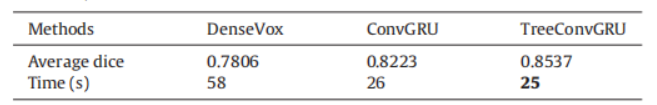 Methods DenseVox ConvGRU TreeConvGRU
Average dice 0.7806 0.8223 0.8537
Time (s) 58 26 25